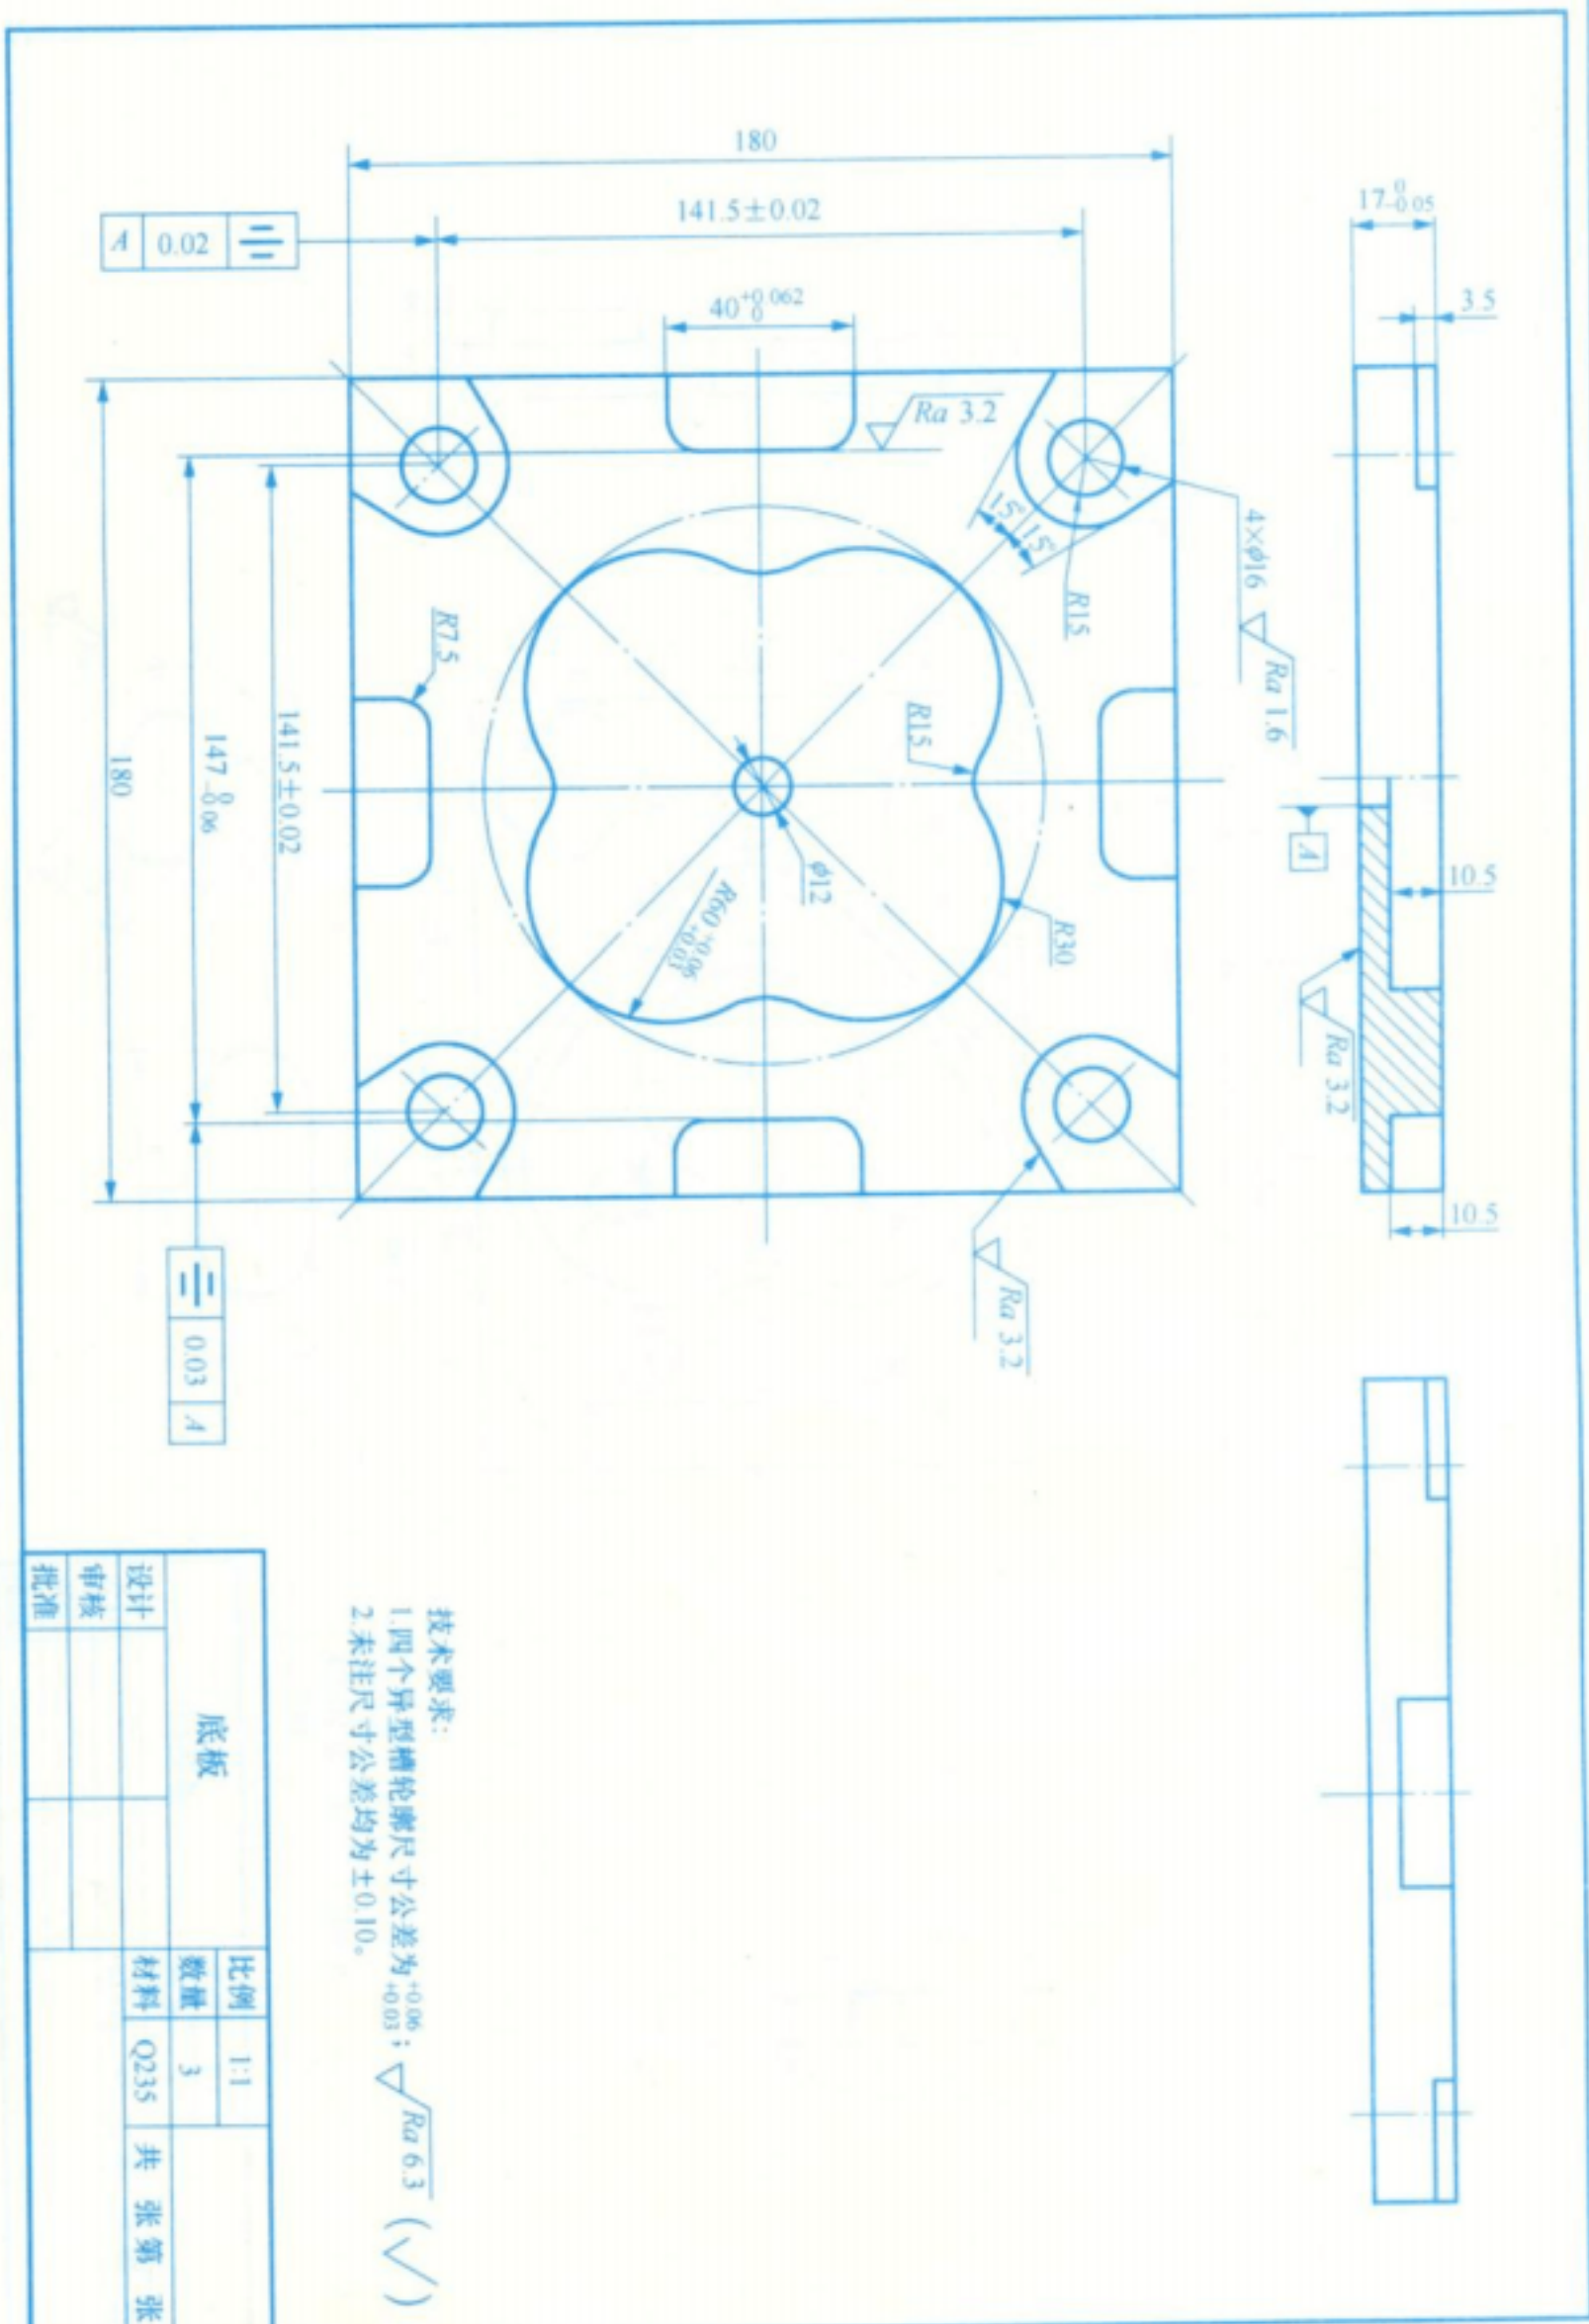 17 0 -0.05
3.5
10.5
10.5
A
Ra 3.2
4×φ16 Ra 1.6
180
141.5±0.02
40 +0.062 0
Ra 3.2
A 0.02
15° 15°
R15
R7.5
R15
φ12
R30
R60 +0.06 +0.03
Ra 3.2
141.5±0.02
147 0 -0.06
180
0.03 A
技术要求:
1.四个异型槽轮廓尺寸公差为 +0.06 +0.03 ; Ra 6.3 (√)
2.未注尺寸公差均为±0.10。
底板
比例 1:1
数量 3
材料 Q235 共 张 第 张
设计
审核
批准